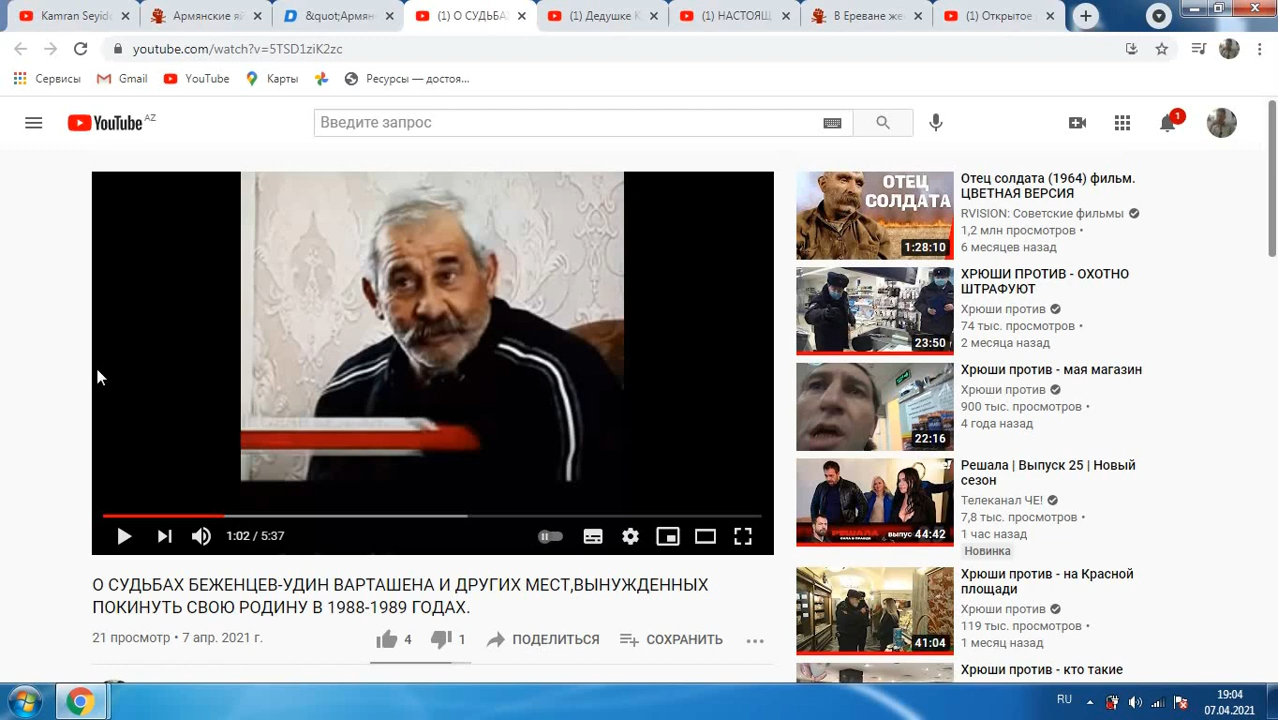 Kamran Seyid
Армянские яй
&quot;Армян
(1) О СУДЬБА
(1) Дедушке К
(1) НАСТОЯЩ
В Ереване же
(1) Открытое
youtube.com/watch?v=5TSD1ziK2zc
Сервисы
Gmail
YouTube
Карты
Ресурсы — достоя...
YouTube AZ
Введите запрос
1
1:02 / 5:37
О СУДЬБАХ БЕЖЕНЦЕВ-УДИН ВАРТАШЕНА И ДРУГИХ МЕСТ,ВЫНУЖДЕННЫХ
ПОКИНУТЬ СВОЮ РОДИНУ В 1988-1989 ГОДАХ.
21 просмотр • 7 апр. 2021 г.
4
1
ПОДЕЛИТЬСЯ
СОХРАНИТЬ
ОТЕЦ
СОЛДАТА
1:28:10
Отец солдата (1964) фильм.
ЦВЕТНАЯ ВЕРСИЯ
RVISION: Советские фильмы
1,2 млн просмотров •
6 месяцев назад
23:50
ХРЮШИ ПРОТИВ - ОХОТНО
ШТРАФУЮТ
Хрюши против
74 тыс. просмотров •
2 месяца назад
22:16
Хрюши против - мая магазин
Хрюши против
900 тыс. просмотров •
4 года назад
РЕШАЛА
выпус
44:42
Решала | Выпуск 25 | Новый
сезон
Телеканал ЧЕ!
7,8 тыс. просмотров •
1 час назад
Новинка
41:04
Хрюши против - на Красной
площади
Хрюши против
119 тыс. просмотров •
1 месяц назад
Хрюши против - кто такие
RU
19:04
07.04.2021